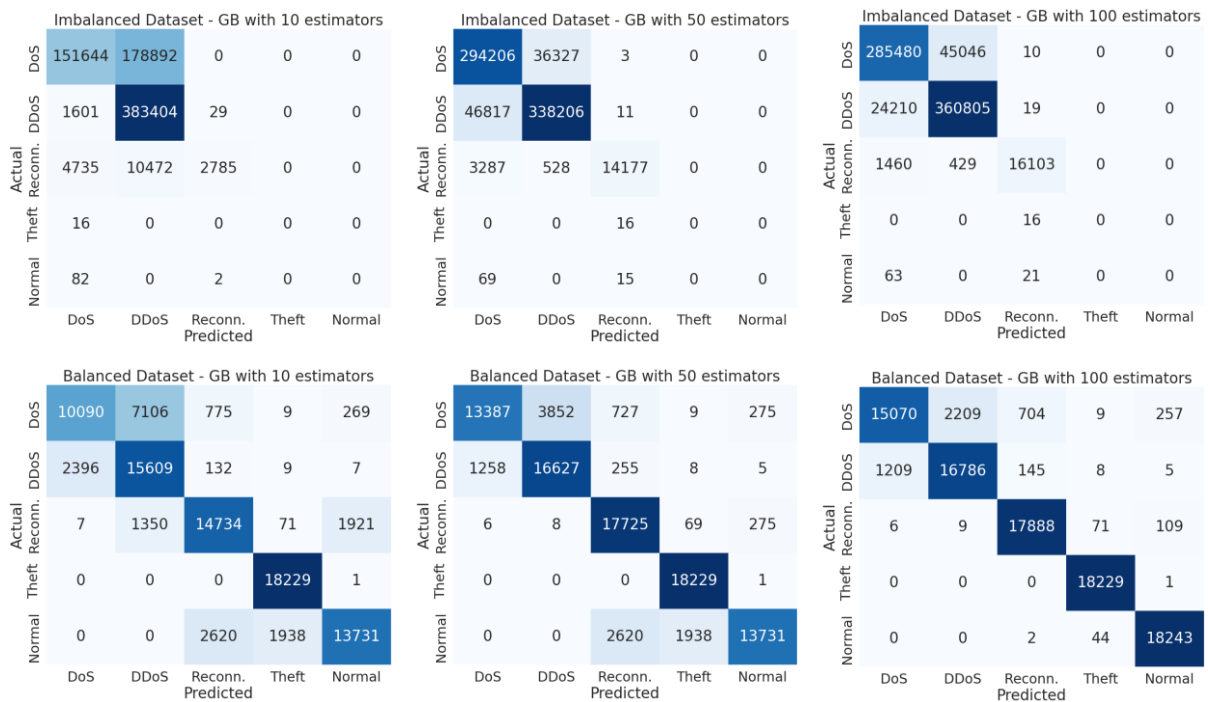 Imbalanced Dataset - GB with 10 estimators
DoS 151644 178892 0 0 0
DDoS 1601 383404 29 0 0
Actual
Reconn. 4735 10472 2785 0 0
Theft 16 0 0 0 0
Normal 82 0 2 0 0
DoS DDoS Reconn. Theft Normal
Predicted
Imbalanced Dataset - GB with 50 estimators
DoS 294206 36327 3 0 0
DDoS 46817 338206 11 0 0
Actual
Reconn. 3287 528 14177 0 0
Theft 0 0 16 0 0
Normal 69 0 15 0 0
DoS DDoS Reconn. Theft Normal
Predicted
Imbalanced Dataset - GB with 100 estimators
DoS 285480 45046 10 0 0
DDoS 24210 360805 19 0 0
Actual
Reconn. 1460 429 16103 0 0
Theft 0 0 16 0 0
Normal 63 0 21 0 0
DoS DDoS Reconn. Theft Normal
Predicted
Balanced Dataset - GB with 10 estimators
DoS 10090 7106 775 9 269
DDoS 2396 15609 132 9 7
Actual
Reconn. 7 1350 14734 71 1921
Theft 0 0 0 18229 1
Normal 0 0 2620 1938 13731
DoS DDoS Reconn. Theft Normal
Predicted
Balanced Dataset - GB with 50 estimators
DoS 13387 3852 727 9 275
DDoS 1258 16627 255 8 5
Actual
Reconn. 6 8 17725 69 275
Theft 0 0 0 18229 1
Normal 0 0 2620 1938 13731
DoS DDoS Reconn. Theft Normal
Predicted
Balanced Dataset - GB with 100 estimators
DoS 15070 2209 704 9 257
DDoS 1209 16786 145 8 5
Actual
Reconn. 6 9 17888 71 109
Theft 0 0 0 18229 1
Normal 0 0 2 44 18243
DoS DDoS Reconn. Theft Normal
Predicted